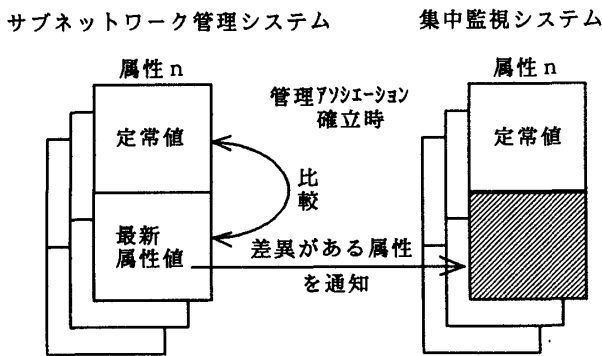 サブネットワーク管理システム
集中監視システム
属性n
属性n
管理ｱｿｼｴｰｼｮﾝ
確立時
定常値
定常値
比
較
最新
属性値
差異がある属性
を通知